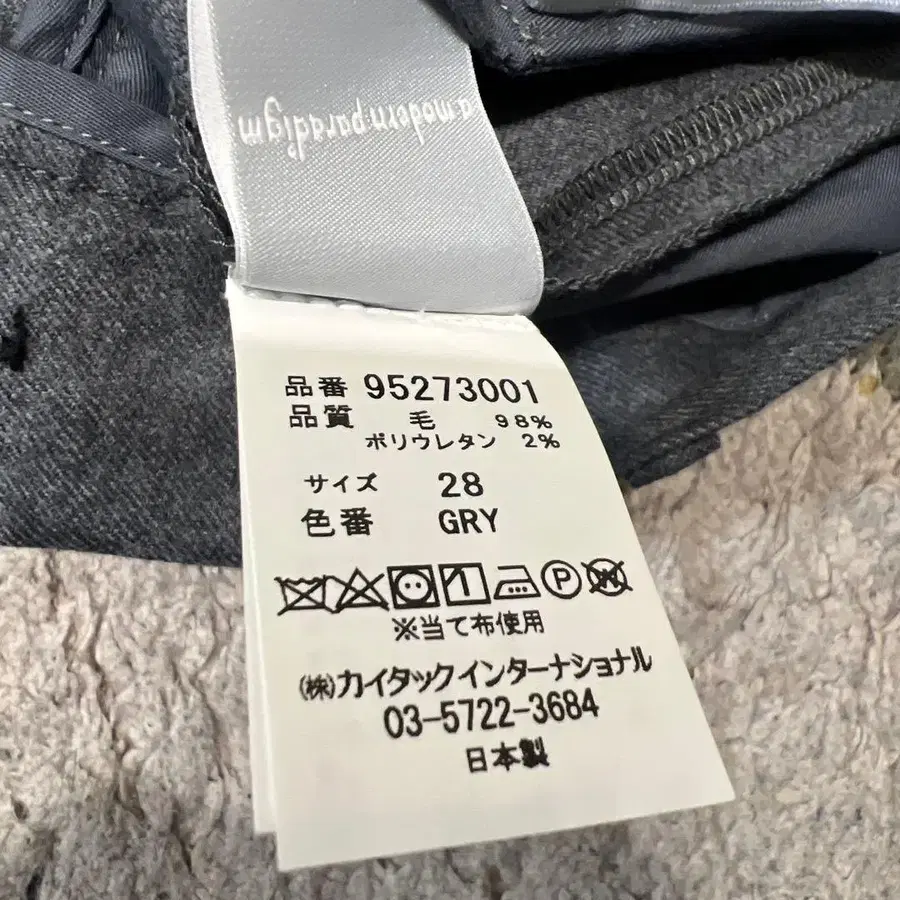 a modern paradigm
品番 95273001
品質 毛 98%
ポリウレタン 2%
サイズ 28
色番 GRY
P
W
※当て布使用
(株)カイタックインターナショナル
03-5722-3684
日本製